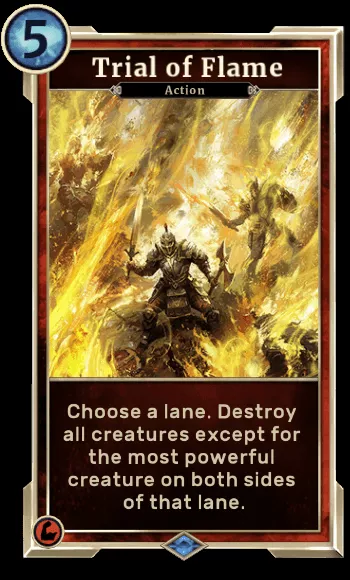 5
Trial of Flame
Action
Choose a lane. Destroy
all creatures except for
the most powerful
creature on both sides
of that lane.